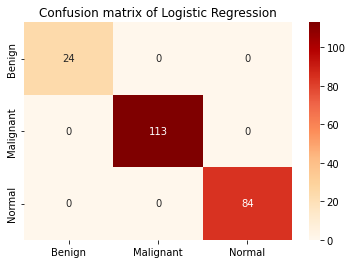 Confusion matrix of Logistic Regression
Benign
24 0 0
Malignant
0 113 0
Normal
0 0 84
Benign Malignant Normal
100
80
60
40
20
0